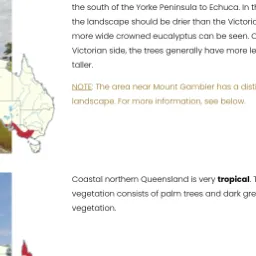 the south of the Yorke Peninsula to Echuca. In th
the landscape should be drier than the Victoria
more wide crowned eucalyptus can be seen. C
Victorian side, the trees generally have more le
taller.
NOTE: The area near Mount Gambier has a disti
landscape. For more information, see below.
Coastal northern Queensland is very tropical. T
vegetation consists of palm trees and dark gre
vegetation.